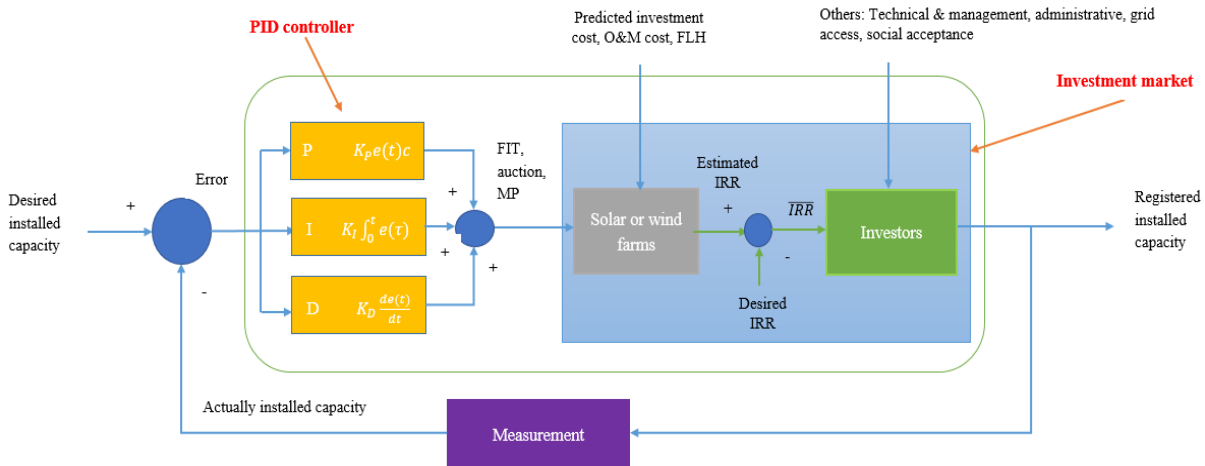 PID controller
Predicted investment
cost, O&M cost, FLH
Others: Technical & management, administrative, grid
access, social acceptance
Investment market
Desired
installed
capacity
+
-
Error
P K_P e(t)c
I K_I ∫_0^t e(τ)
D K_D de(t)/dt
+
+
+
FIT,
auction,
MP
Solar or wind
farms
Estimated
IRR
+
-
Desired
IRR
\overline{IRR}
Investors
Registered
installed
capacity
Actually installed capacity
Measurement